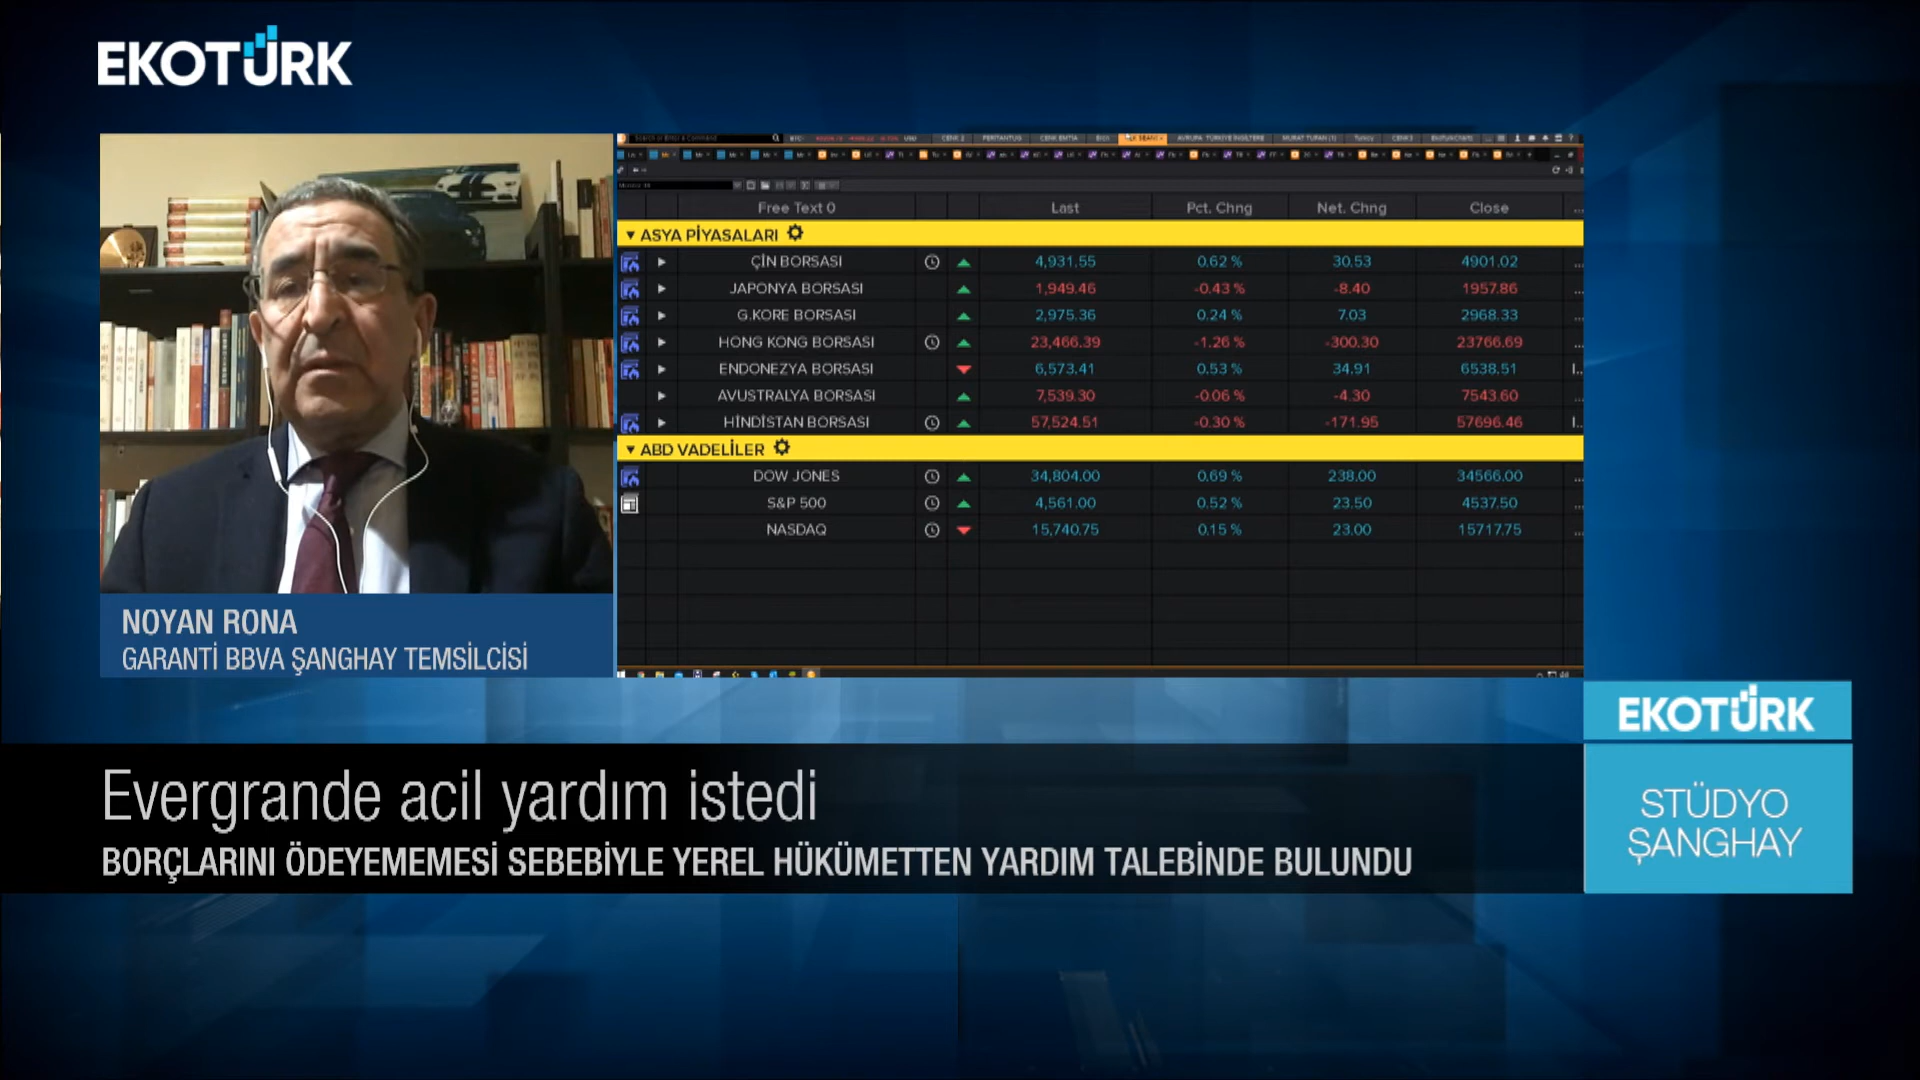 EKOTÜRK
Free Text 0 Last Pct. Chng Net. Chng Close
ASYA PİYASALARI
ÇİN BORSASI 4,931.55 0.62 % 30.53 4901.02
JAPONYA BORSASI 1,949.46 -0.43 % -8.40 1957.86
G.KORE BORSASI 2,975.36 0.24 % 7.03 2968.33
HONG KONG BORSASI 23,466.39 -1.26 % -300.30 23766.69
ENDONEZYA BORSASI 6,573.41 0.53 % 34.91 6538.51
AVUSTRALYA BORSASI 7,539.30 -0.06 % -4.30 7543.60
HİNDİSTAN BORSASI 57,524.51 -0.30 % -171.95 57696.46
ABD VADELİLER
DOW JONES 34,804.00 0.69 % 238.00 34566.00
S&P 500 4,561.00 0.52 % 23.50 4537.50
NASDAQ 15,740.75 0.15 % 23.00 15717.75
NOYAN RONA
GARANTİ BBVA ŞANGHAY TEMSİLCİSİ
EKOTÜRK
STÜDYO
ŞANGHAY
Evergrande acil yardım istedi
BORÇLARINI ÖDEYEMEMESİ SEBEBİYLE YEREL HÜKÜMETTEN YARDIM TALEBİNDE BULUNDU